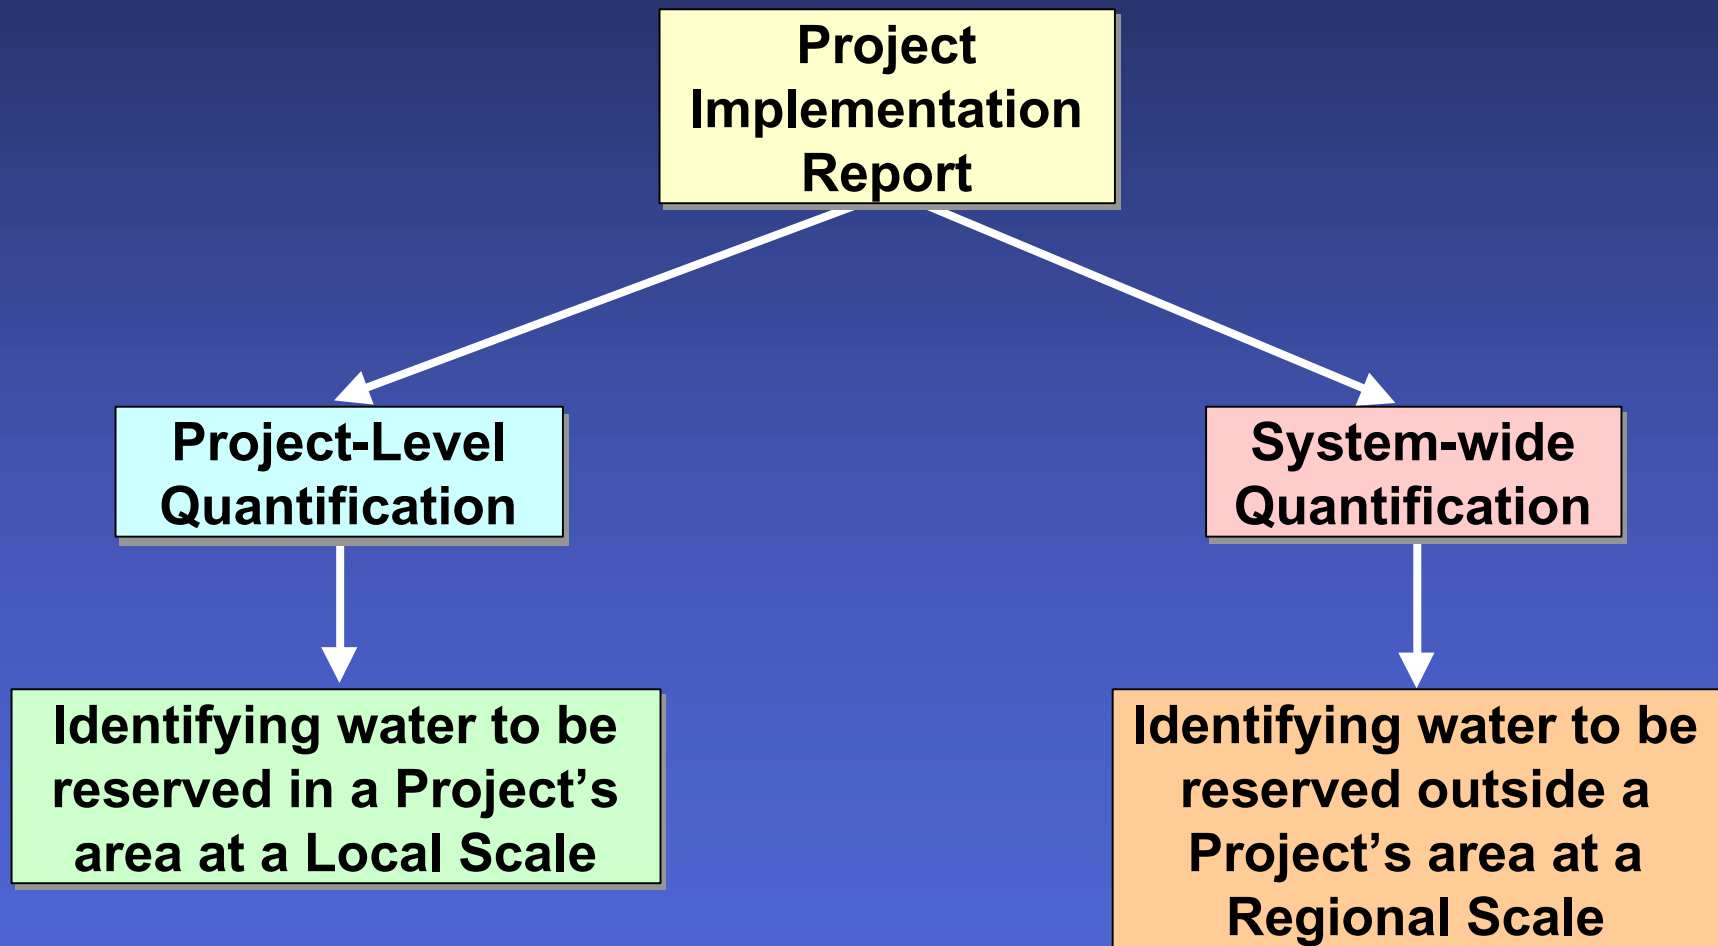 Project
Implementation
Report
Project-Level
Quantification
System-wide
Quantification
Identifying water to be
reserved in a Project’s
area at a Local Scale
Identifying water to be
reserved outside a
Project’s area at a
Regional Scale